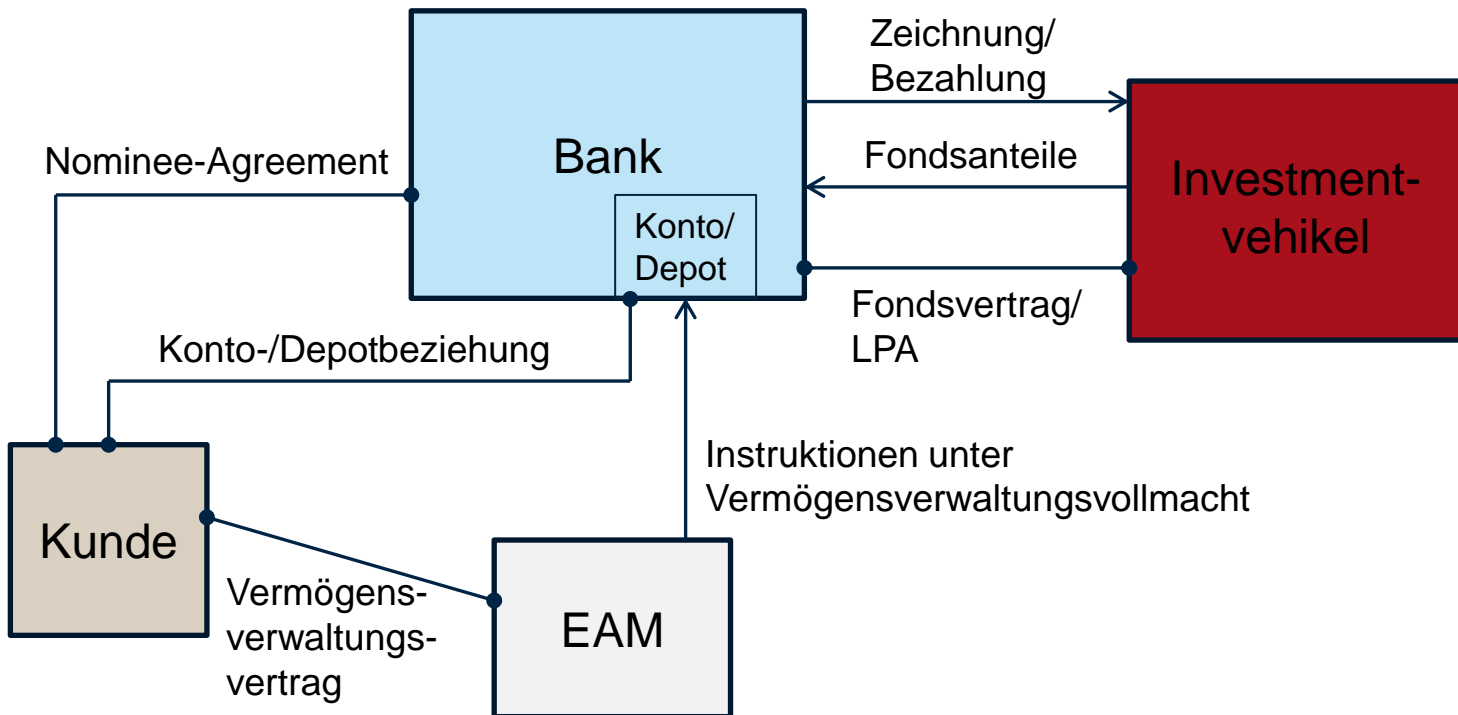 Zeichnung/
Bezahlung
Bank
Nominee-Agreement
Fondsanteile
Investment-
vehikel
Konto/
Depot
Fondsvertrag/
LPA
Konto-/Depotbeziehung
Instruktionen unter
Vermögensverwaltungsvollmacht
Kunde
Vermögens-
verwaltungs-
vertrag
EAM